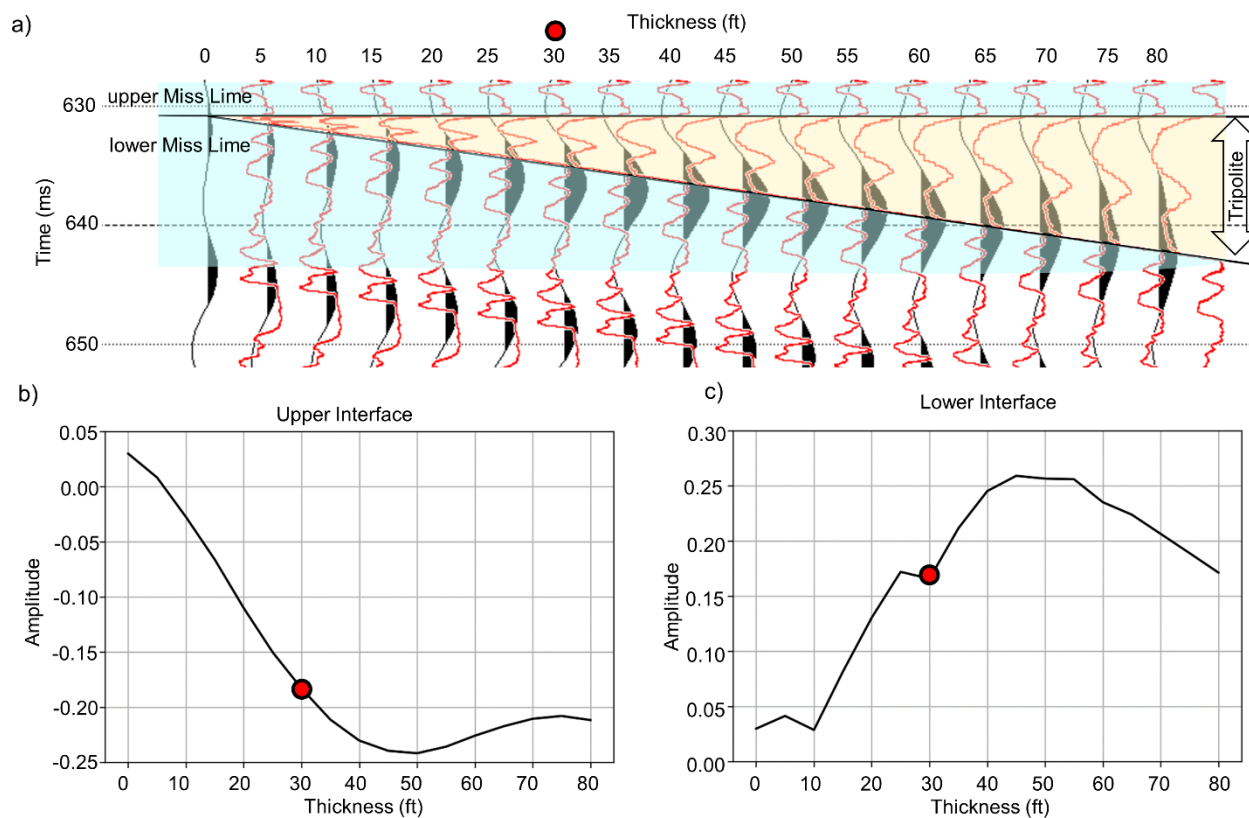 a)
Thickness (ft)
0 5 10 15 20 25 30 35 40 45 50 55 60 65 70 75 80
630
upper Miss Lime
lower Miss Lime
Tripolite
Time (ms)
640
650
b)
Upper Interface
0.05
0.00
-0.05
-0.10
-0.15
-0.20
-0.25
Amplitude
0 10 20 30 40 50 60 70 80
Thickness (ft)
c)
Lower Interface
0.30
0.25
0.20
0.15
0.10
0.05
0.00
Amplitude
0 10 20 30 40 50 60 70 80
Thickness (ft)